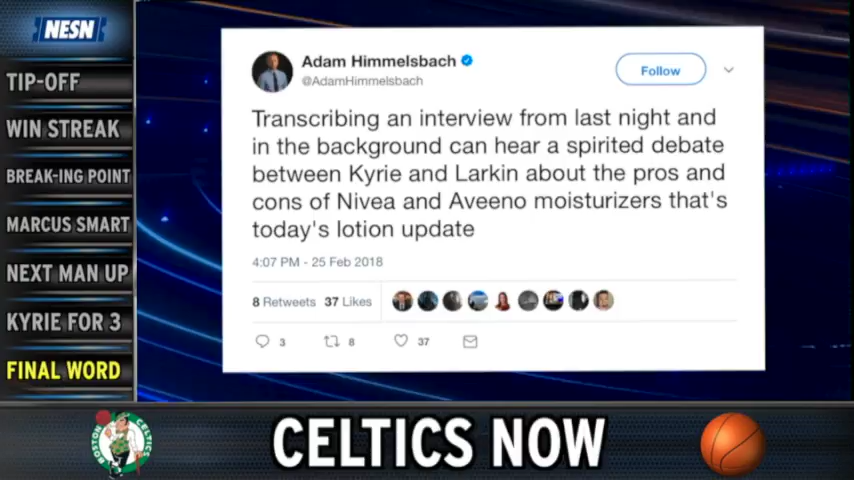 NESN
TIP-OFF
WIN STREAK
BREAK-ING POINT
MARCUS SMART
NEXT MAN UP
KYRIE FOR 3
FINAL WORD
Adam Himmelsbach
@AdamHimmelsbach
Follow
Transcribing an interview from last night and
in the background can hear a spirited debate
between Kyrie and Larkin about the pros and
cons of Nivea and Aveeno moisturizers that's
today's lotion update
4:07 PM - 25 Feb 2018
8 Retweets 37 Likes
3 8 37
BOSTON CELTICS
CELTICS NOW